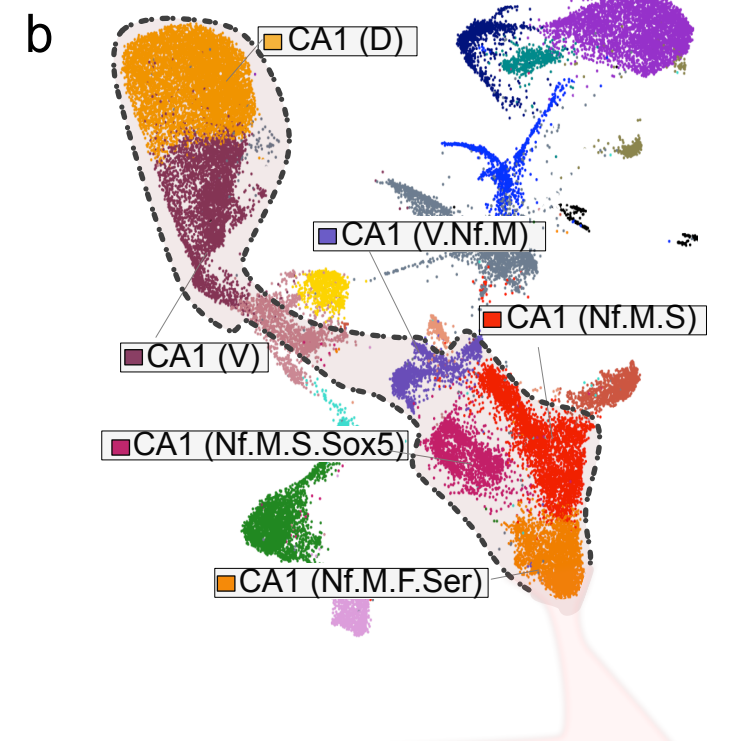 b
CA1 (D)
CA1 (V.Nf.M)
CA1 (Nf.M.S)
CA1 (V)
CA1 (Nf.M.S.Sox5)
CA1 (Nf.M.F.Ser)